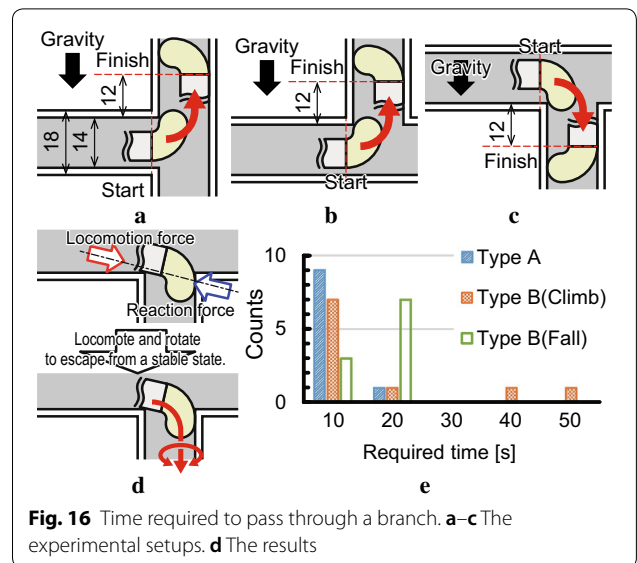 Gravity
Finish
12
18
14
Start
a
Gravity
Finish
12
Start
b
Start
Gravity
12
Finish
c
Locomotion force
Reaction force
Locomote and rotate
to escape from a stable state.
d
10
5
0
Counts
10 20 30 40 50
Required time [s]
Type A
Type B(Climb)
Type B(Fall)
e
Fig. 16 Time required to pass through a branch. a–c The
experimental setups. d The results